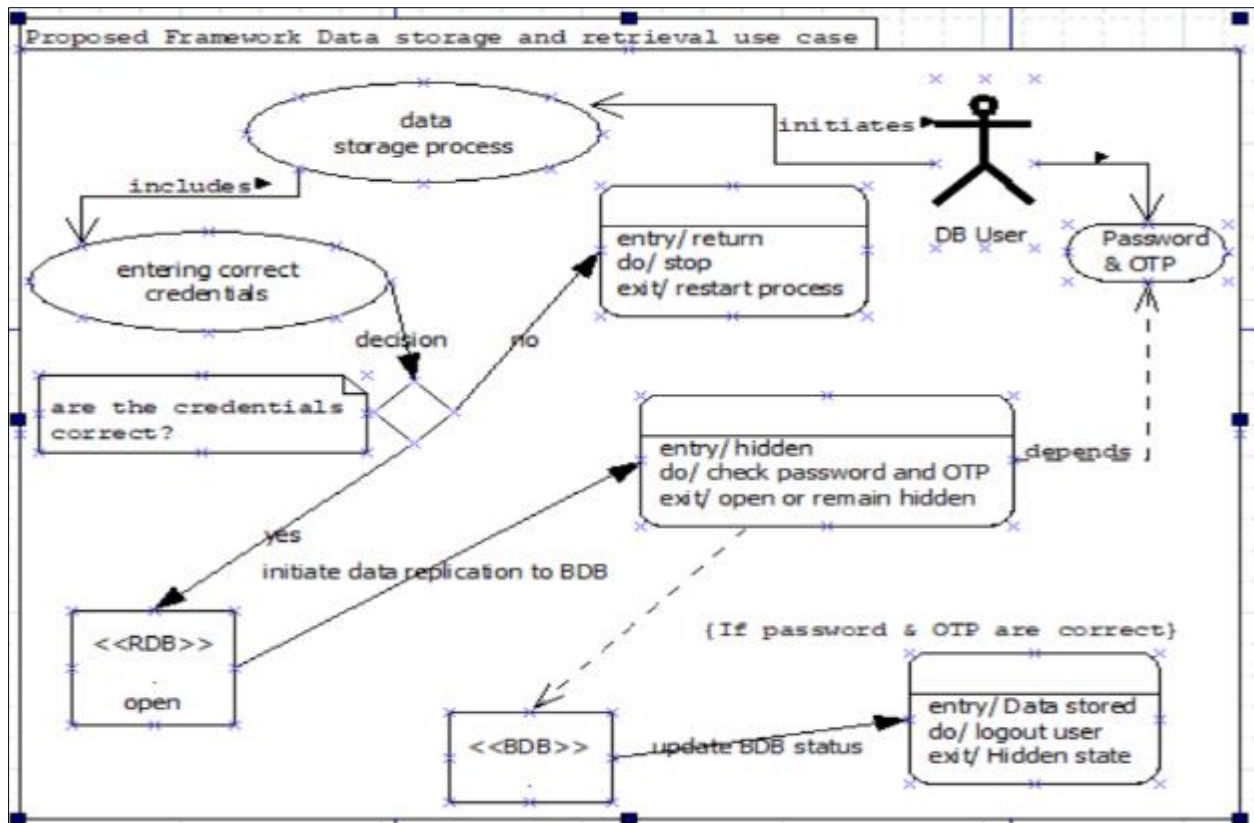 Proposed Framework Data storage and retrieval use case
data
storage process
initiates
includes
DB User
Password
& OTP
entry/ return
do/ stop
exit/ restart process
entering correct
credentials
decision
no
are the credentials
correct?
entry/ hidden
do/ check password and OTP
exit/ open or remain hidden
depends
yes
initiate data replication to BDB
<<RDB>>
open
{If password & OTP are correct}
<<BDB>>
update BDB status
entry/ Data stored
do/ logout user
exit/ Hidden state